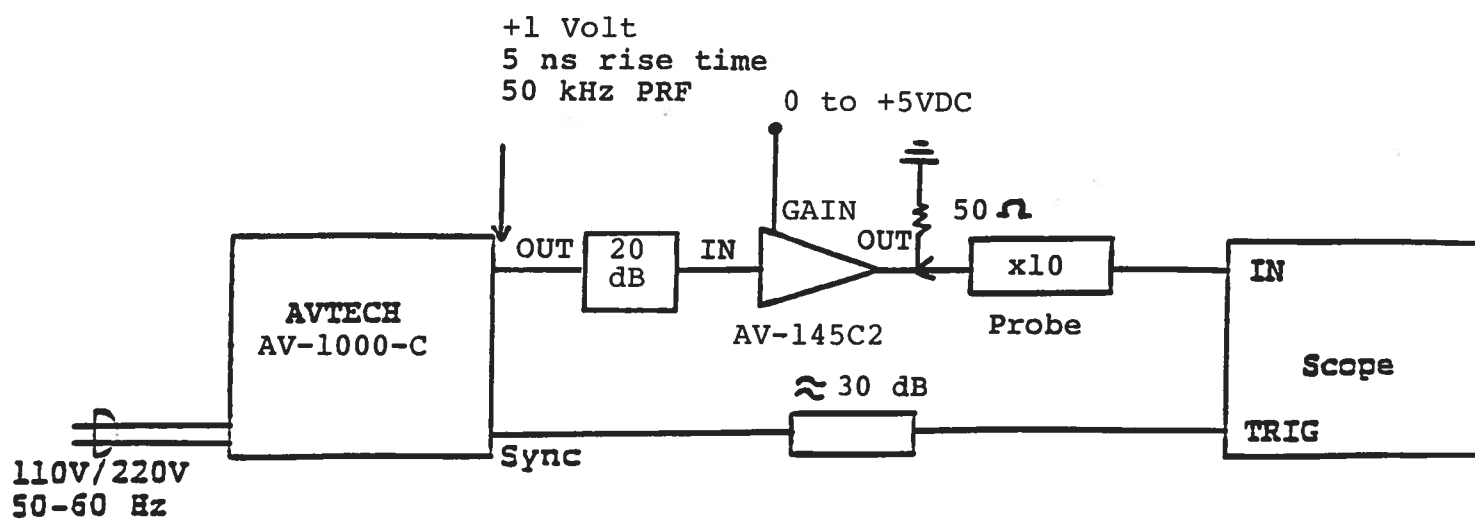 +1 Volt
5 ns rise time
50 kHz PRF
0 to +5VDC
GAIN
50 Ω
OUT
20
dB
IN
OUT
x10
IN
AVTECH
AV-1000-C
AV-145C2
Probe
Scope
≈ 30 dB
Sync
TRIG
110V/220V
50-60 Hz